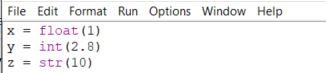 File Edit Format Run Options Window Help
x = float(1)
y = int(2.8)
z = str(10)